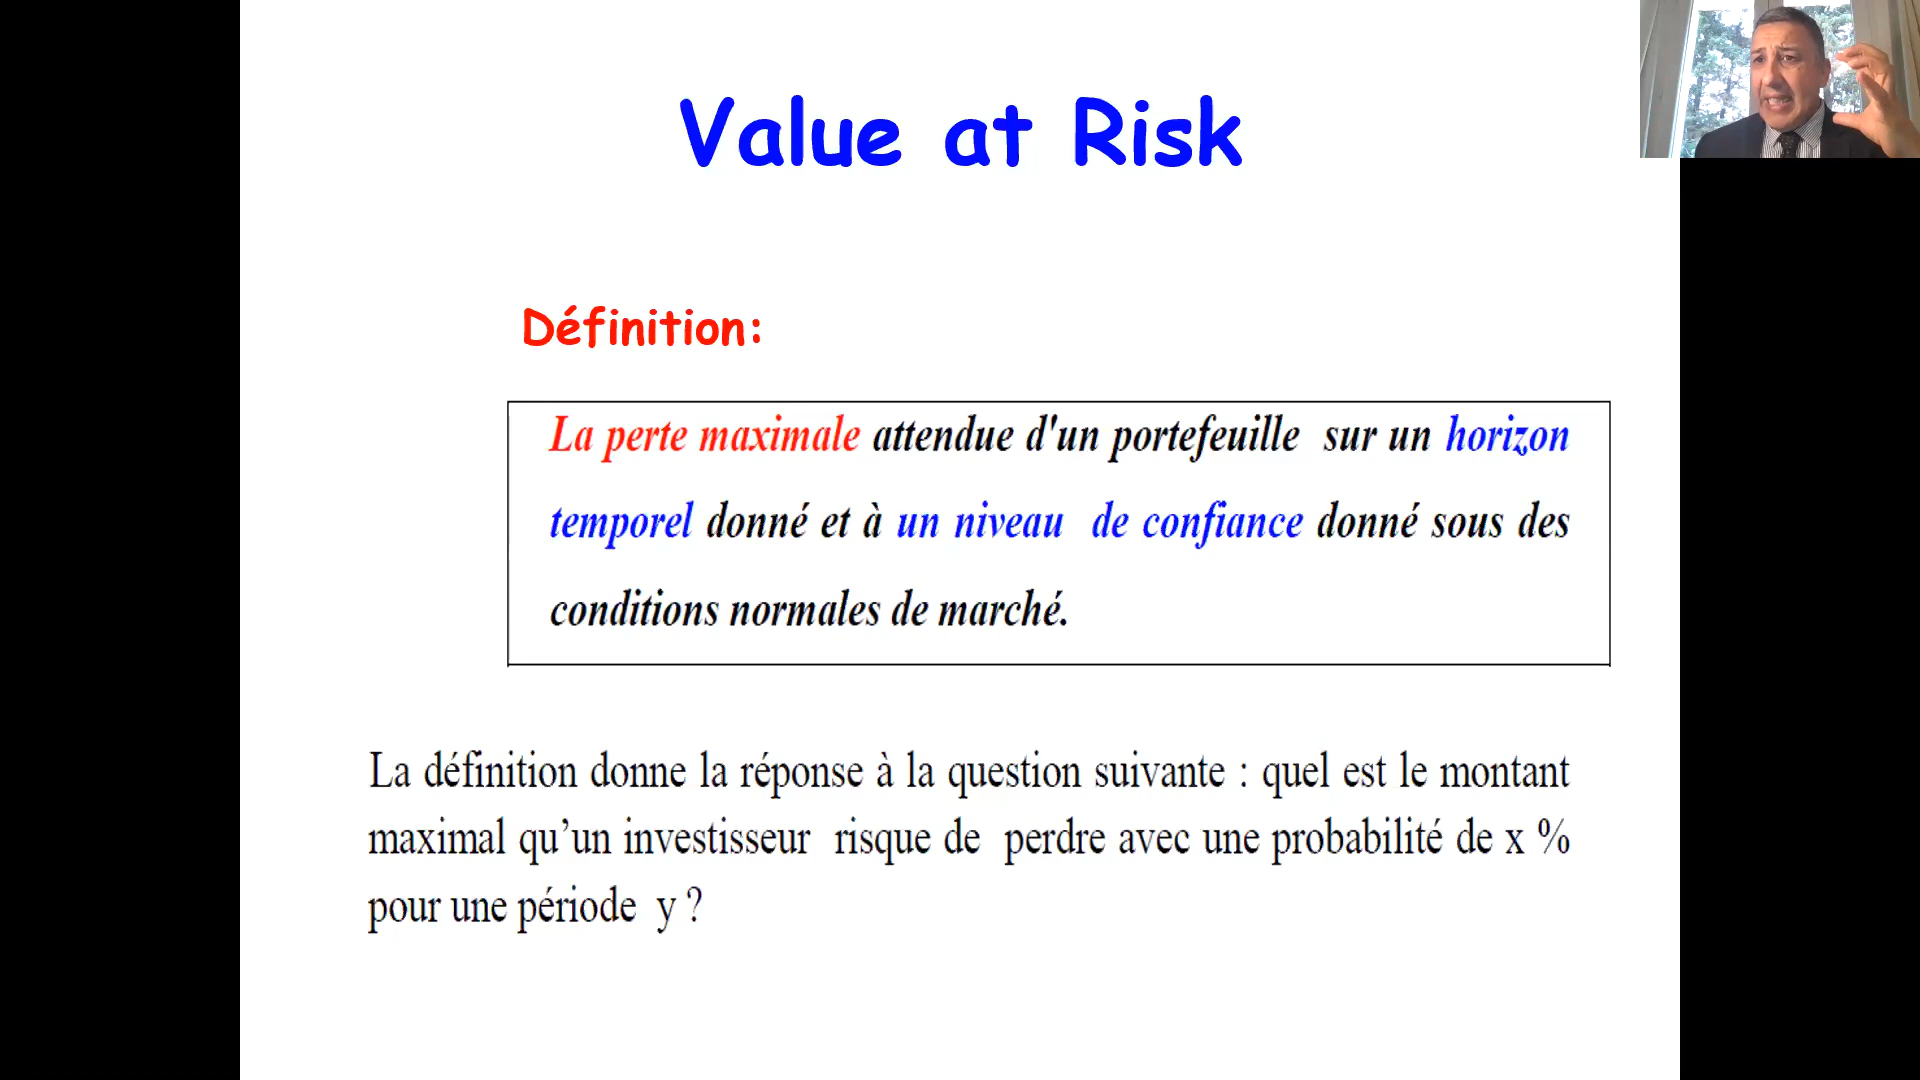 Value at Risk
Définition:
La perte maximale attendue d'un portefeuille sur un horizon
temporel donné et à un niveau de confiance donné sous des
conditions normales de marché.
La définition donne la réponse à la question suivante : quel est le montant
maximal qu’un investisseur risque de perdre avec une probabilité de x %
pour une période y ?